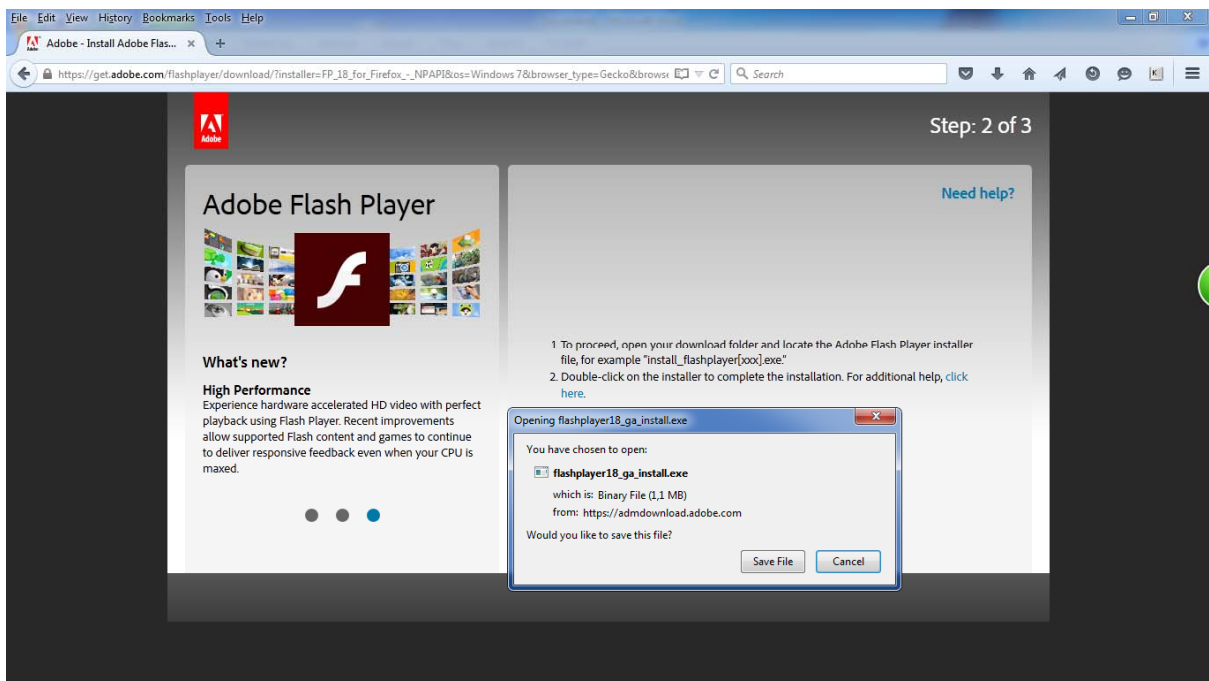 File Edit View History Bookmarks Tools Help
Adobe - Install Adobe Flas... × +
https://get.adobe.com/flashplayer/download/?installer=FP_18_for_Firefox_-_NPAPI&os=Windows 7&browser_type=Gecko&browse Search
Adobe
Step: 2 of 3
Need help?
Adobe Flash Player
What's new?
High Performance
Experience hardware accelerated HD video with perfect
playback using Flash Player. Recent improvements
allow supported Flash content and games to continue
to deliver responsive feedback even when your CPU is
maxed.
1. To proceed, open your download folder and locate the Adobe Flash Player installer
file, for example "install_flashplayer[xxx].exe."
2. Double-click on the installer to complete the installation. For additional help, click
here.
Opening flashplayer18_ga_install.exe
You have chosen to open:
flashplayer18_ga_install.exe
which is: Binary File (1,1 MB)
from: https://admdownload.adobe.com
Would you like to save this file?
Save File Cancel